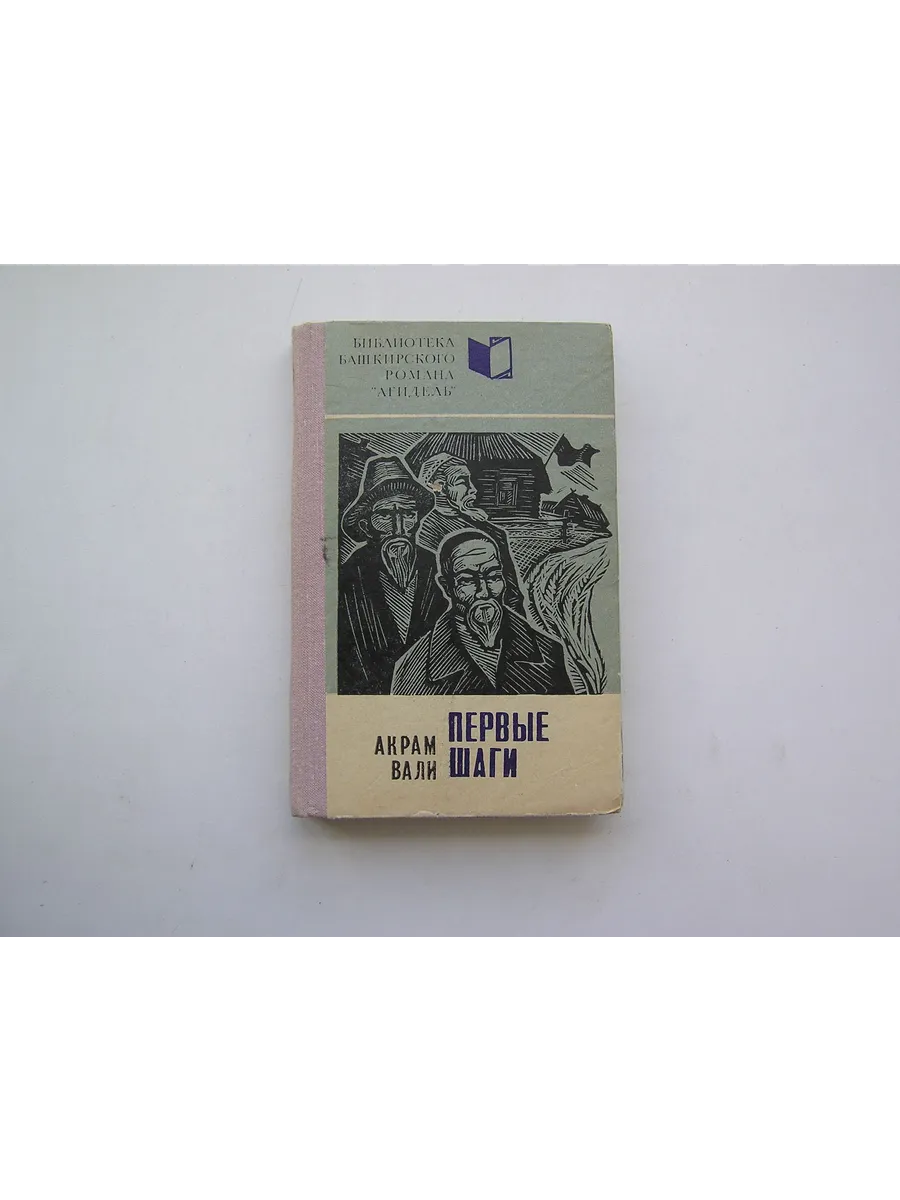 БИБЛИОТЕКА
БАШКИРСКОГО
РОМАНА
"АГИДЕЛЬ"
АКРАМ
ВАЛИ
ПЕРВЫЕ
ШАГИ